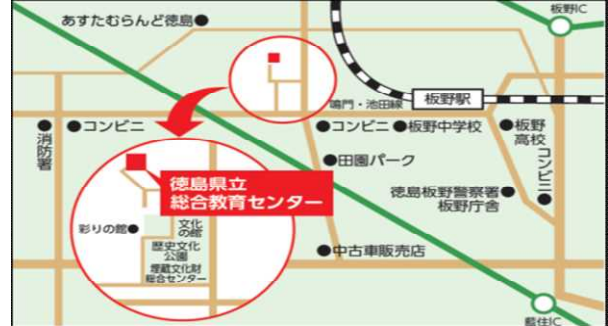 板野IC
あすたむらんど徳島
鳴門・池田線
板野駅
消防署
コンビニ
コンビニ
板野中学校
板野
高校
コンビニ
田園パーク
徳島県立
総合教育センター
徳島板野警察署
板野庁舎
彩りの館
文化
の館
歴史文化
公園
埋蔵文化財
総合センター
中古車販売店
藍住IC